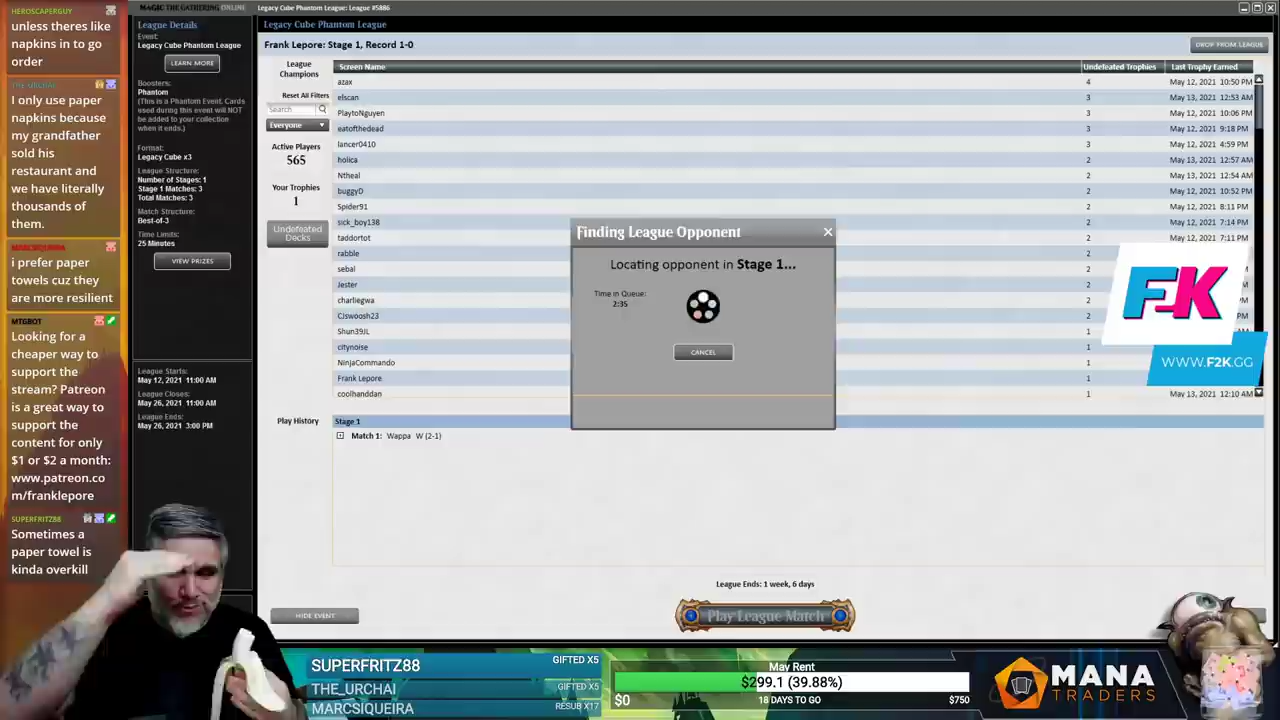 HEROSCAPERGUY
unless theres like
napkins in to go
order
THE_URCHAI
I only use paper
napkins because
my grandfather
sold his
restaurant and
we have literally
thousands of
them.
MARCSIQUEIRA
i prefer paper
towels cuz they
are more resilient
MTGBOT
Looking for a
cheaper way to
support the
stream? Patreon
is a great way to
support the
content for only
$1 or $2 a month:
www.patreon.co
m/franklepore
SUPERFRITZ88
Sometimes a
paper towel is
kinda overkill
MAGIC THE GATHERING ONLINE
League Details
Event:
Legacy Cube Phantom League
LEARN MORE
Boosters:
Phantom
(This is a Phantom Event. Cards
used during this event will NOT
be added to your collection
when it ends.)
Format:
Legacy Cube x3
League Structure:
Number of Stages: 1
Stage 1 Matches: 3
Total Matches: 3
Match Structure:
Best-of-3
Time Limits:
25 Minutes
VIEW PRIZES
League Starts:
May 12, 2021 11:00 AM
League Closes:
May 26, 2021 11:00 AM
League Ends:
May 26, 2021 3:00 PM
Legacy Cube Phantom League: League #5886
Legacy Cube Phantom League
Frank Lepore: Stage 1, Record 1-0
DROP FROM LEAGUE
League
Champions
Reset All Filters
Search
Everyone
Active Players
565
Your Trophies
1
Undefeated
Decks
Screen Name Undefeated Trophies Last Trophy Earned
azax 4 May 12, 2021 10:50 PM
elscan 3 May 13, 2021 12:53 AM
PlaytoNguyen 3 May 12, 2021 10:06 PM
eatofthedead 3 May 12, 2021 9:18 PM
lancer0410 3 May 12, 2021 4:59 PM
holica 2 May 13, 2021 12:57 AM
Ntheal 2 May 13, 2021 12:54 AM
buggyD 2 May 12, 2021 10:52 PM
Spider91 2 May 12, 2021 8:11 PM
sick_boy138 2 May 12, 2021 7:14 PM
taddortot 2 May 12, 2021 7:11 PM
rabble 2
sebal 2
Jester 2
charliegwa 2
CJswoosh23 2
Shun39JL 1
citynoise 1
NinjaCommando 1
Frank Lepore 1
coolhanddan 1 May 13, 2021 12:10 AM
Finding League Opponent
Locating opponent in Stage 1...
Time in Queue:
2:35
CANCEL
F2K
WWW.F2K.GG
Play History
Stage 1
Match 1: Wappa W (2-1)
League Ends: 1 week, 6 days
HIDE EVENT
Play League Match
SUPERFRITZ88 GIFTED X5
THE_URCHAI GIFTED X5
MARCSIQUEIRA RESUB X17
May Rent
$299.1 (39.88%)
$0 18 DAYS TO GO $750
MANA
TRADERS